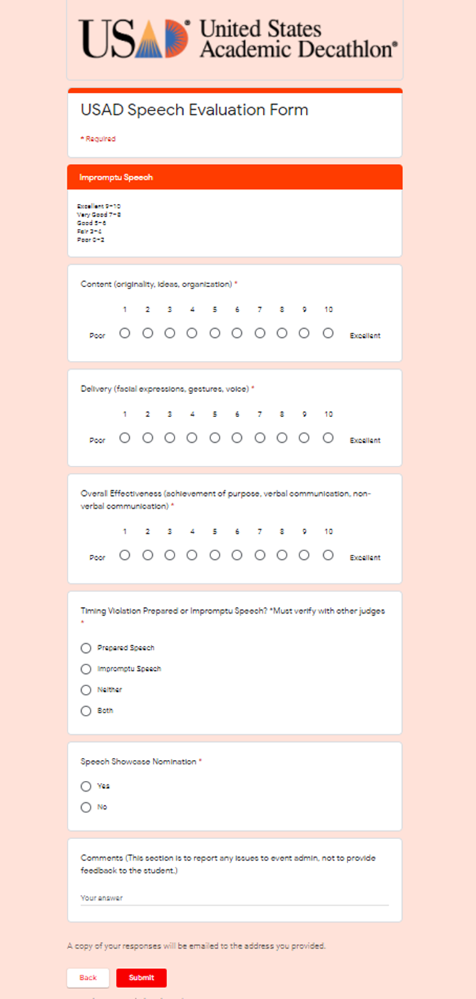 USAD® United States
Academic Decathlon®
USAD Speech Evaluation Form
* Required
Impromptu Speech
Excellent 9-10
Very Good 7-8
Good 5-6
Fair 3-4
Poor 0-2
Content (originality, ideas, organization) *
1 2 3 4 5 6 7 8 9 10
Poor Excellent
Delivery (facial expressions, gestures, voice) *
1 2 3 4 5 6 7 8 9 10
Poor Excellent
Overall Effectiveness (achievement of purpose, verbal communication, non-
verbal communication) *
1 2 3 4 5 6 7 8 9 10
Poor Excellent
Timing Violation Prepared or Impromptu Speech? *Must verify with other judges
*
Prepared Speech
Impromptu Speech
Neither
Both
Speech Showcase Nomination *
Yes
No
Comments (This section is to report any issues to event admin, not to provide
feedback to the student.)
Your answer
A copy of your responses will be emailed to the address you provided.
Back Submit